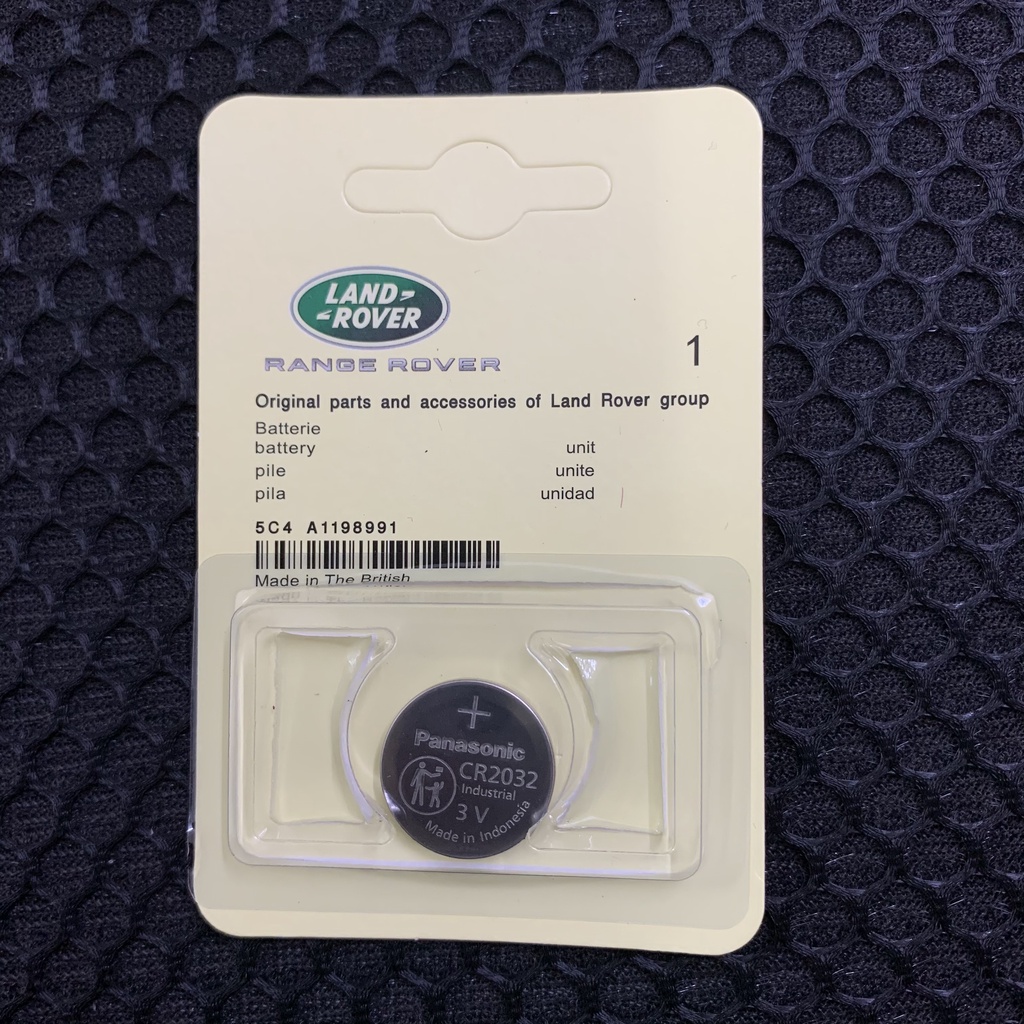 LAND
ROVER
RANGE ROVER
1
Original parts and accessories of Land Rover group
Batterie
battery unit
pile unite
pila unidad
5C4 A1198991
Made in The British
+
Panasonic
CR2032
Industrial
3 V
Made in Indonesia